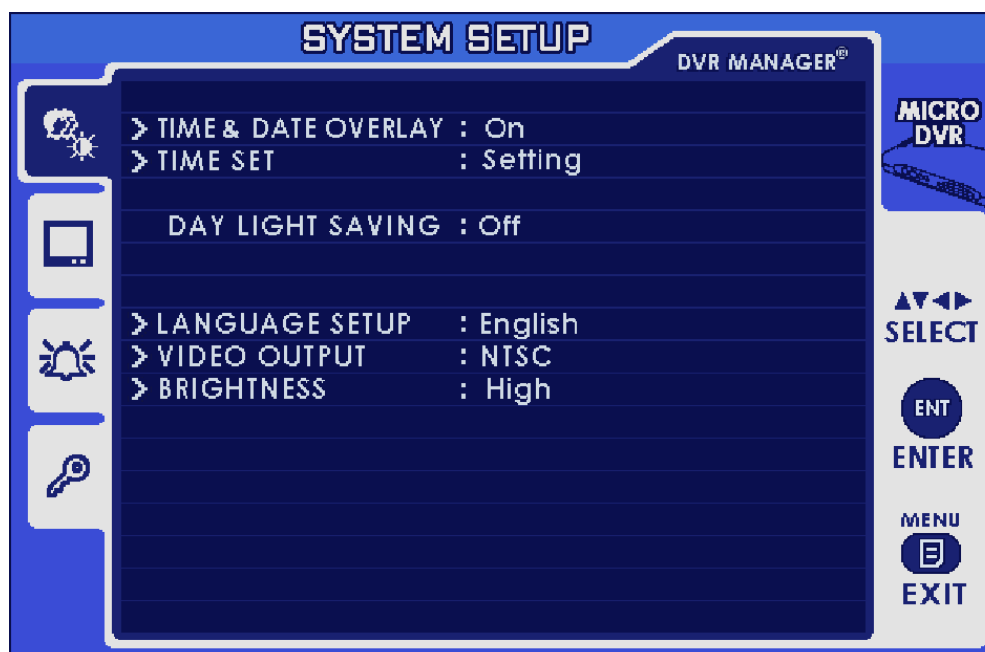 SYSTEM SETUP
DVR MANAGER®
> TIME & DATE OVERLAY : On
> TIME SET : Setting
DAY LIGHT SAVING : Off
> LANGUAGE SETUP : English
> VIDEO OUTPUT : NTSC
> BRIGHTNESS : High
MICRO
DVR
▲▼◀▶
SELECT
ENT
ENTER
MENU
EXIT